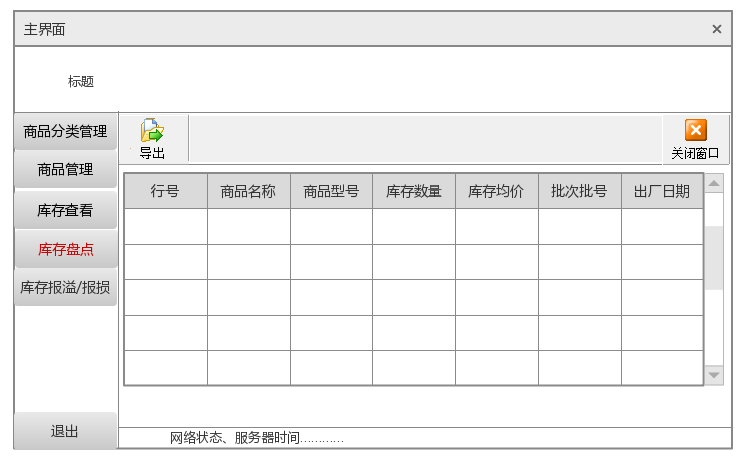 主界面
标题
商品分类管理
商品管理
库存查看
库存盘点
库存报溢/报损
退出
导出
关闭窗口
行号 商品名称 商品型号 库存数量 库存均价 批次批号 出厂日期
网络状态、服务器时间…………